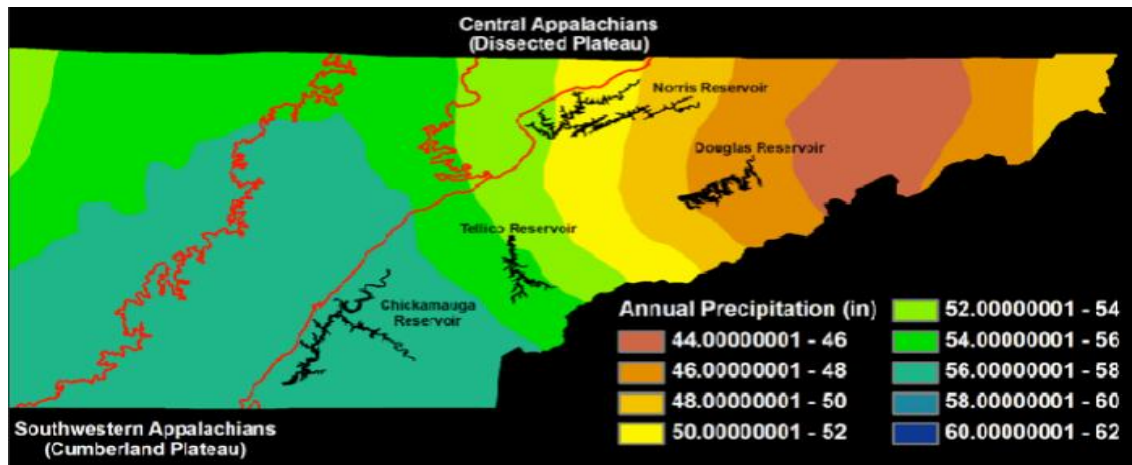 Central Appalachians
(Dissected Plateau)
Norris Reservoir
Douglas Reservoir
Tellico Reservoir
Chickamauga
Reservoir
Annual Precipitation (in)
44.00000001 - 46
46.00000001 - 48
48.00000001 - 50
50.00000001 - 52
52.00000001 - 54
54.00000001 - 56
56.00000001 - 58
58.00000001 - 60
60.00000001 - 62
Southwestern Appalachians
(Cumberland Plateau)